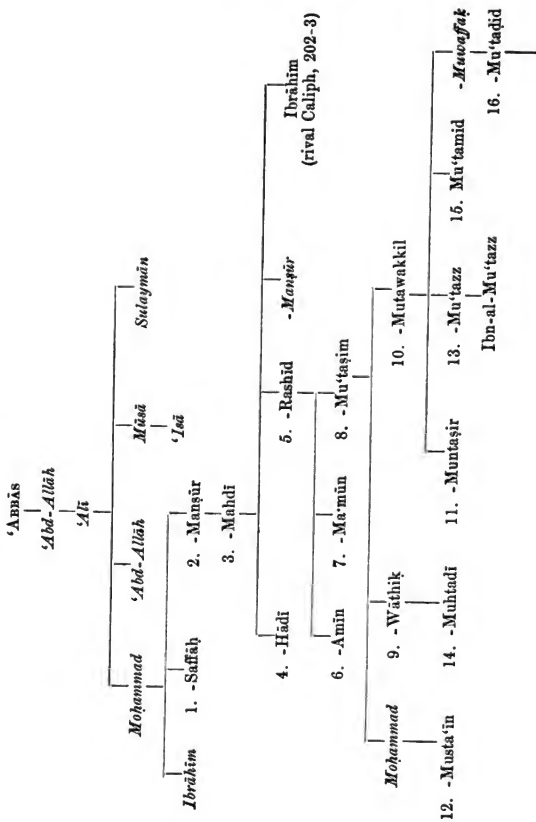 ‘ABBĀS
‘Abd-Allāh
‘Alī
Moḥammad ‘Abd-Allāh Mūsā Sulaymān
‘Īsā
Ibrāhīm 1. -Saffāḥ 2. -Manṣūr
3. -Mahdī
4. -Hādī 5. -Rashīd -Manṣūr Ibrāhīm
(rival Caliph, 202-3)
6. -Amīn 7. -Ma’mūn 8. -Mu‘taṣim
Moḥammad 9. -Wāthiḳ 10. -Mutawakkil
12. -Musta‘īn 14. -Muhtadī 11. -Muntaṣir 13. -Mu‘tazz 15. Mu‘tamid -Muwaffaḳ
Ibn-al-Mu‘tazz 16. -Mu‘taḍid